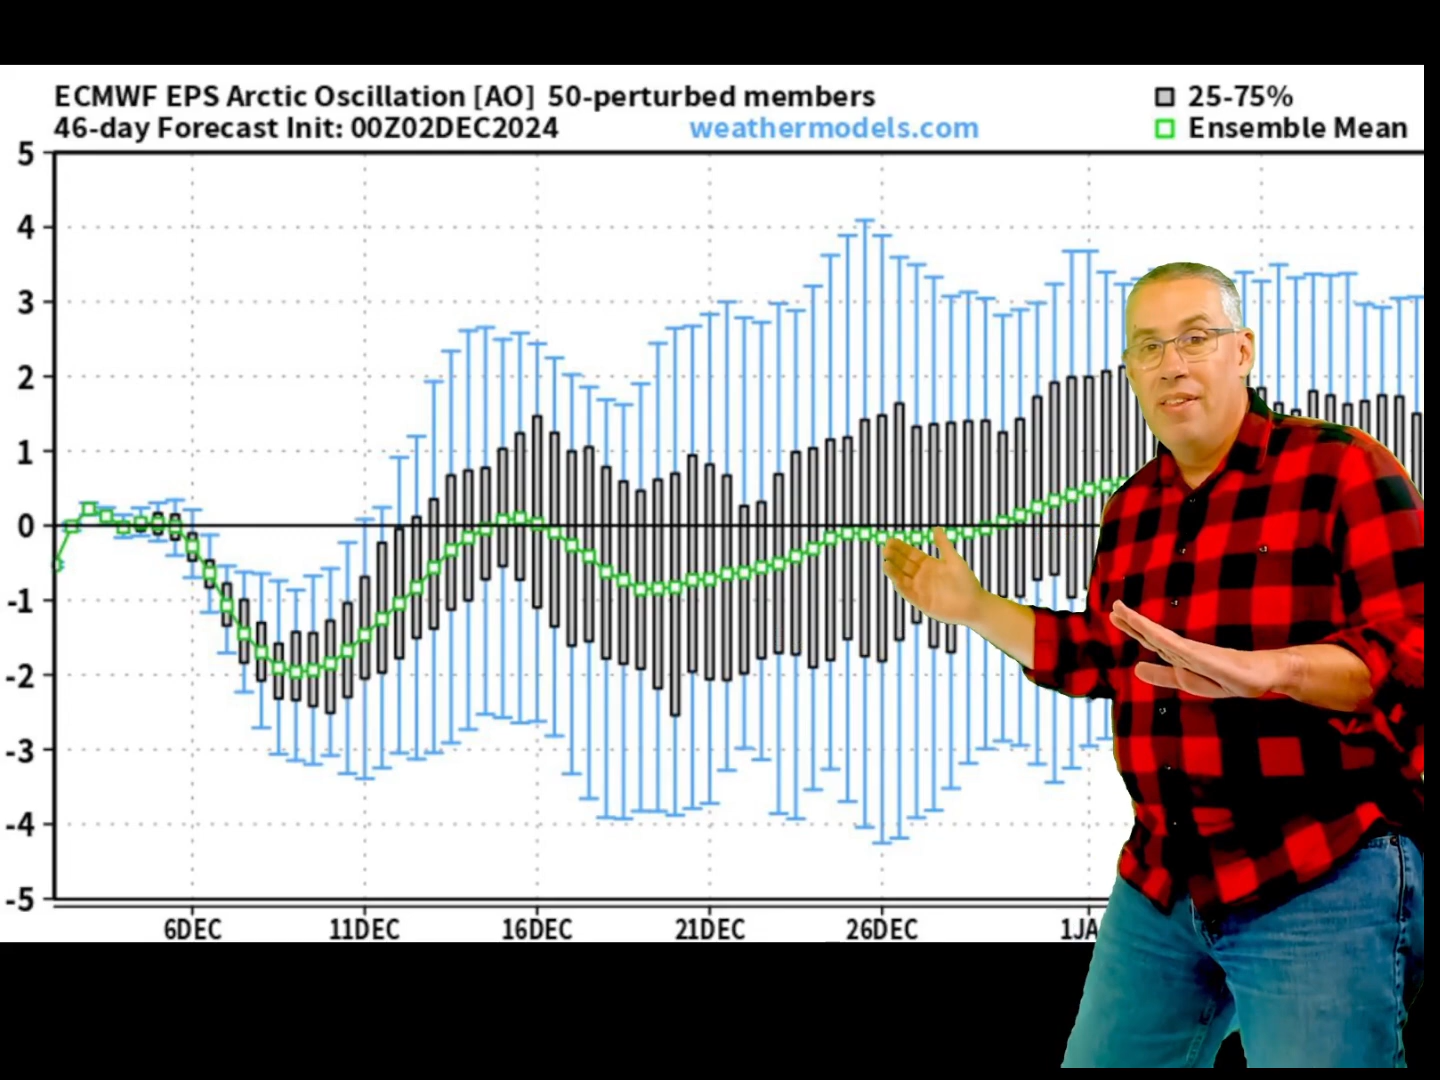 ECMWF EPS Arctic Oscillation [AO] 50-perturbed members
46-day Forecast Init: 00Z02DEC2024
weathermodels.com
25-75%
Ensemble Mean
5
4
3
2
1
0
-1
-2
-3
-4
-5
6DEC 11DEC 16DEC 21DEC 26DEC 1JA